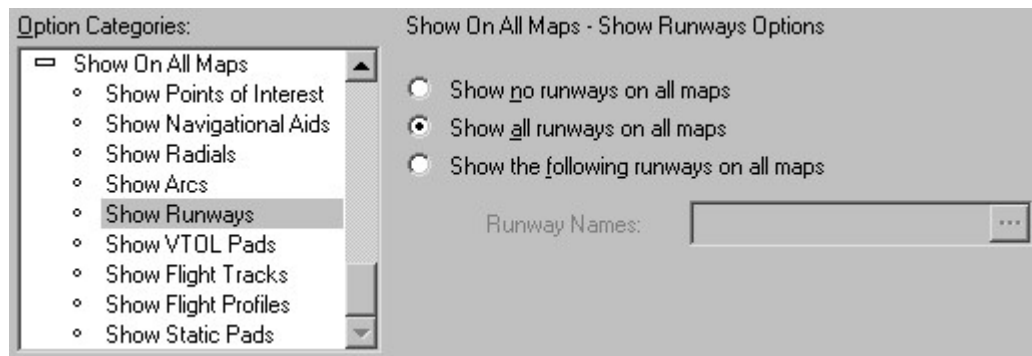 Option Categories:
Show On All Maps
Show Points of Interest
Show Navigational Aids
Show Radials
Show Arcs
Show Runways
Show VTOL Pads
Show Flight Tracks
Show Flight Profiles
Show Static Pads
Show On All Maps - Show Runways Options
Show no runways on all maps
Show all runways on all maps
Show the following runways on all maps
Runway Names:
...